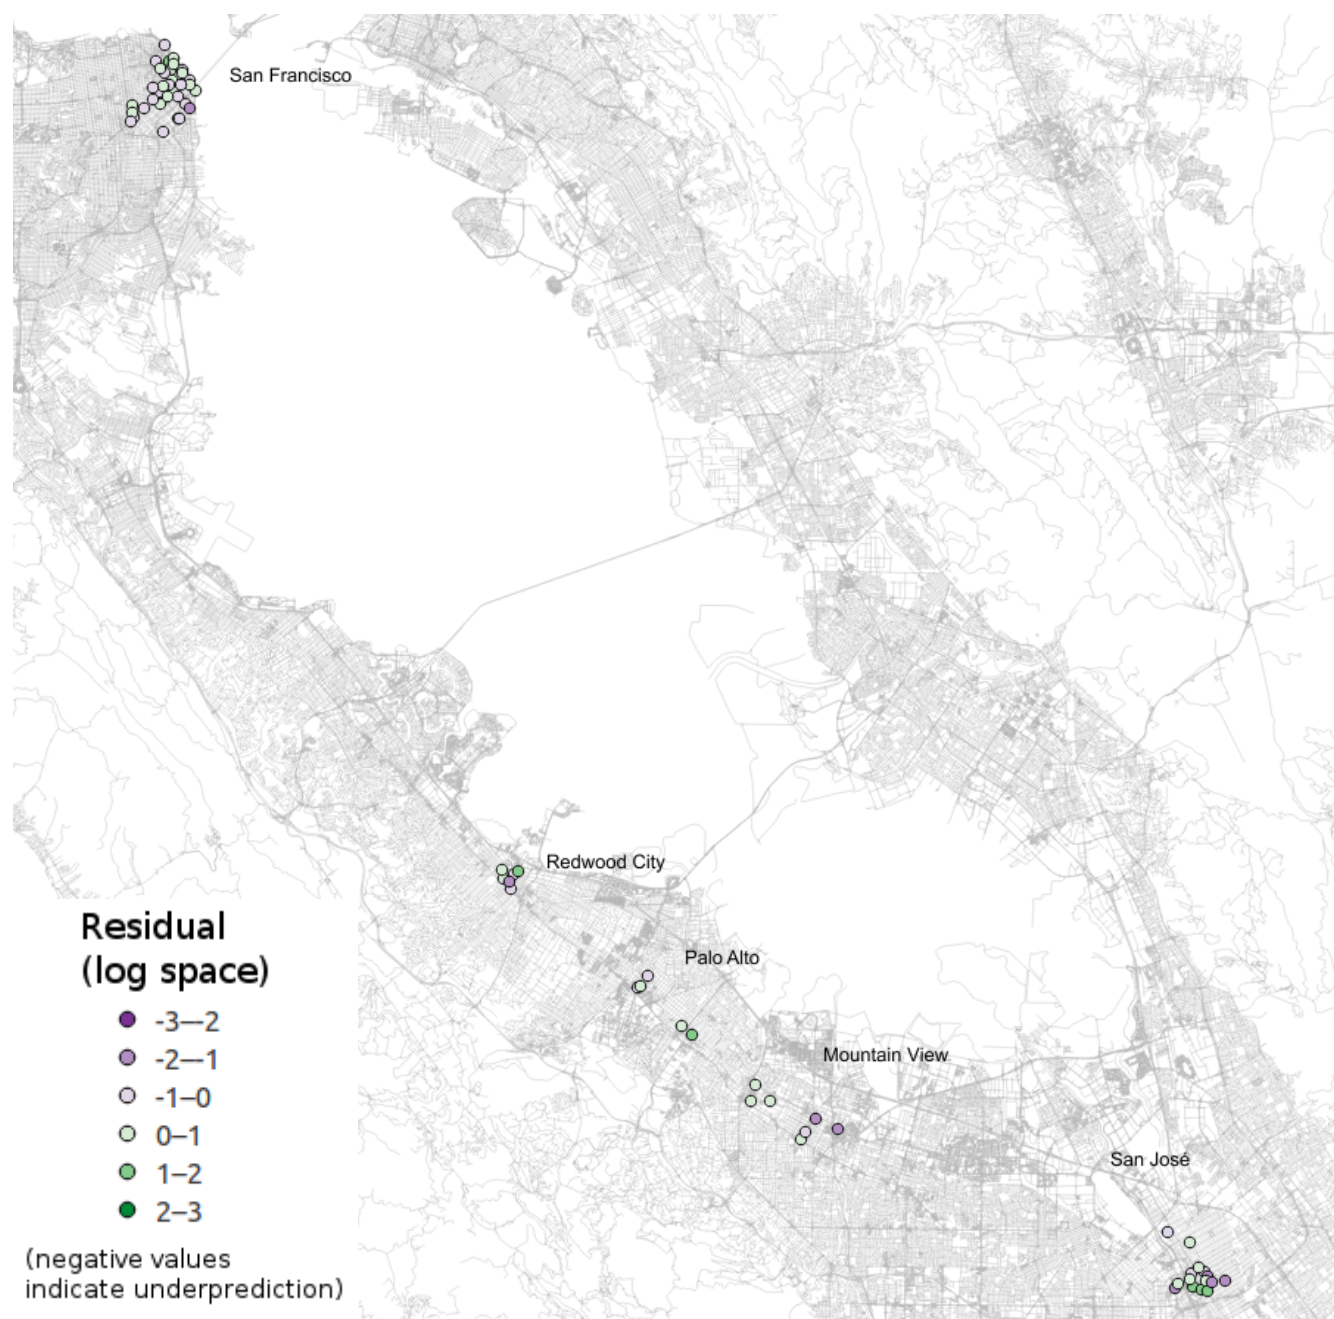 San Francisco
Redwood City
Palo Alto
Mountain View
San José
Residual
(log space)
-3–-2
-2–-1
-1–0
0–1
1–2
2–3
(negative values
indicate underprediction)